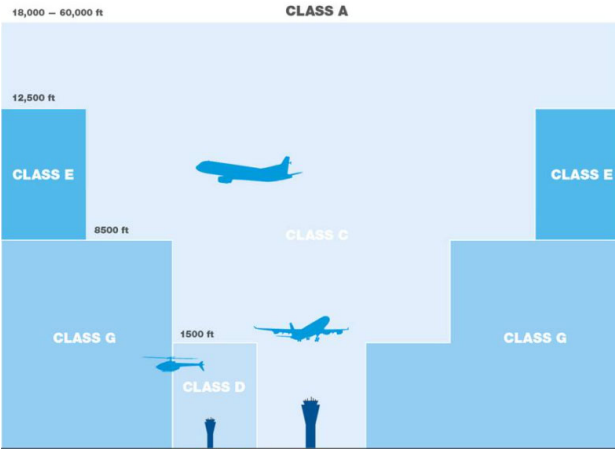 18,000 – 60,000 ft
CLASS A
12,500 ft
CLASS E
CLASS E
8500 ft
CLASS C
CLASS G
1500 ft
CLASS G
CLASS D